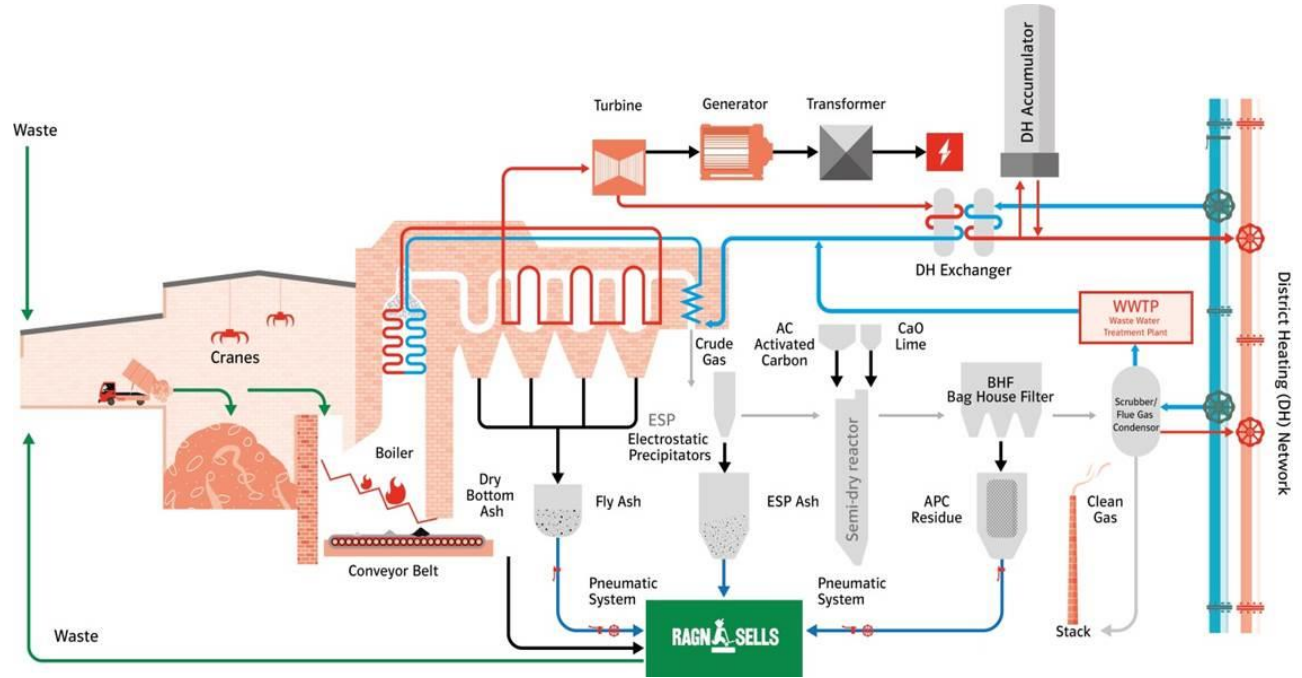 Waste
Turbine
Generator
Transformer
DH Accumulator
DH Exchanger
Cranes
Crude
Gas
AC
Activated
Carbon
CaO
Lime
WWTP
Waste Water
Treatment Plant
District Heating (DH) Network
BHF
Bag House Filter
Scrubber/
Flue Gas
Condensor
ESP
Electrostatic
Precipitators
Boiler
Dry
Bottom
Ash
Fly Ash
ESP Ash
Semi-dry reactor
APC
Residue
Clean
Gas
Conveyor Belt
Pneumatic
System
Pneumatic
System
Waste
RAGN SELLS
Stack